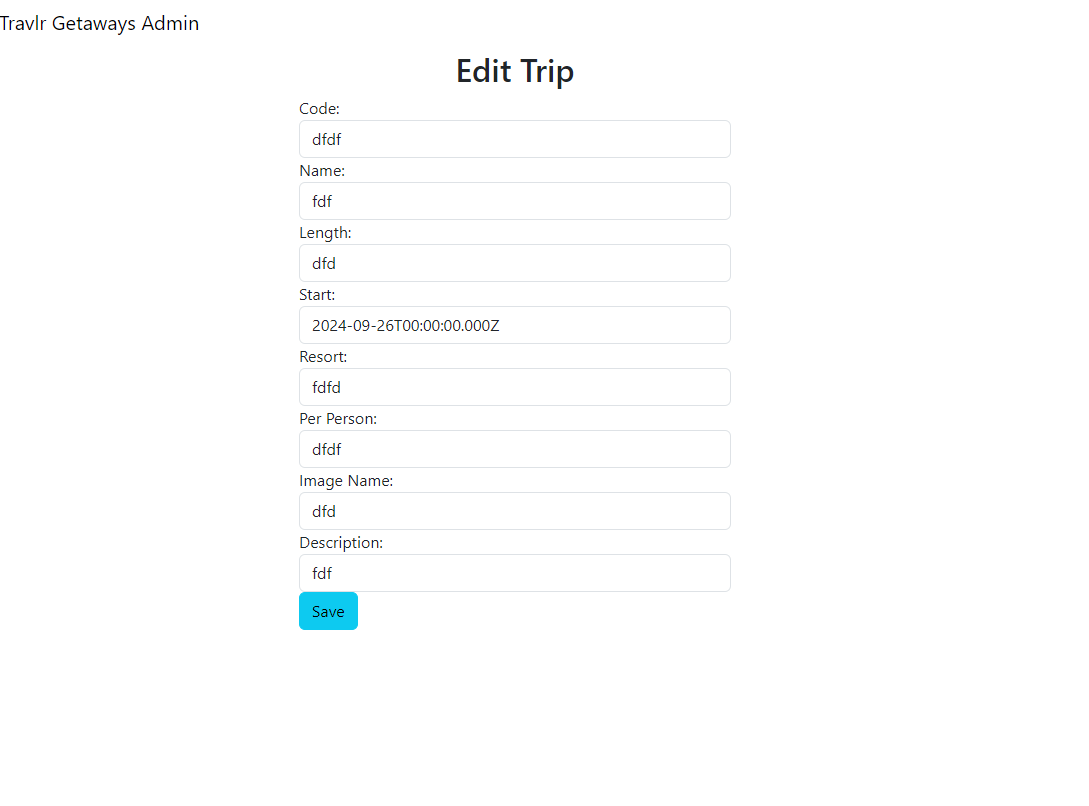 Travlr Getaways Admin
Edit Trip
Code:
dfdf
Name:
fdf
Length:
dfd
Start:
2024-09-26T00:00:00.000Z
Resort:
fdfd
Per Person:
dfdf
Image Name:
dfd
Description:
fdf
Save